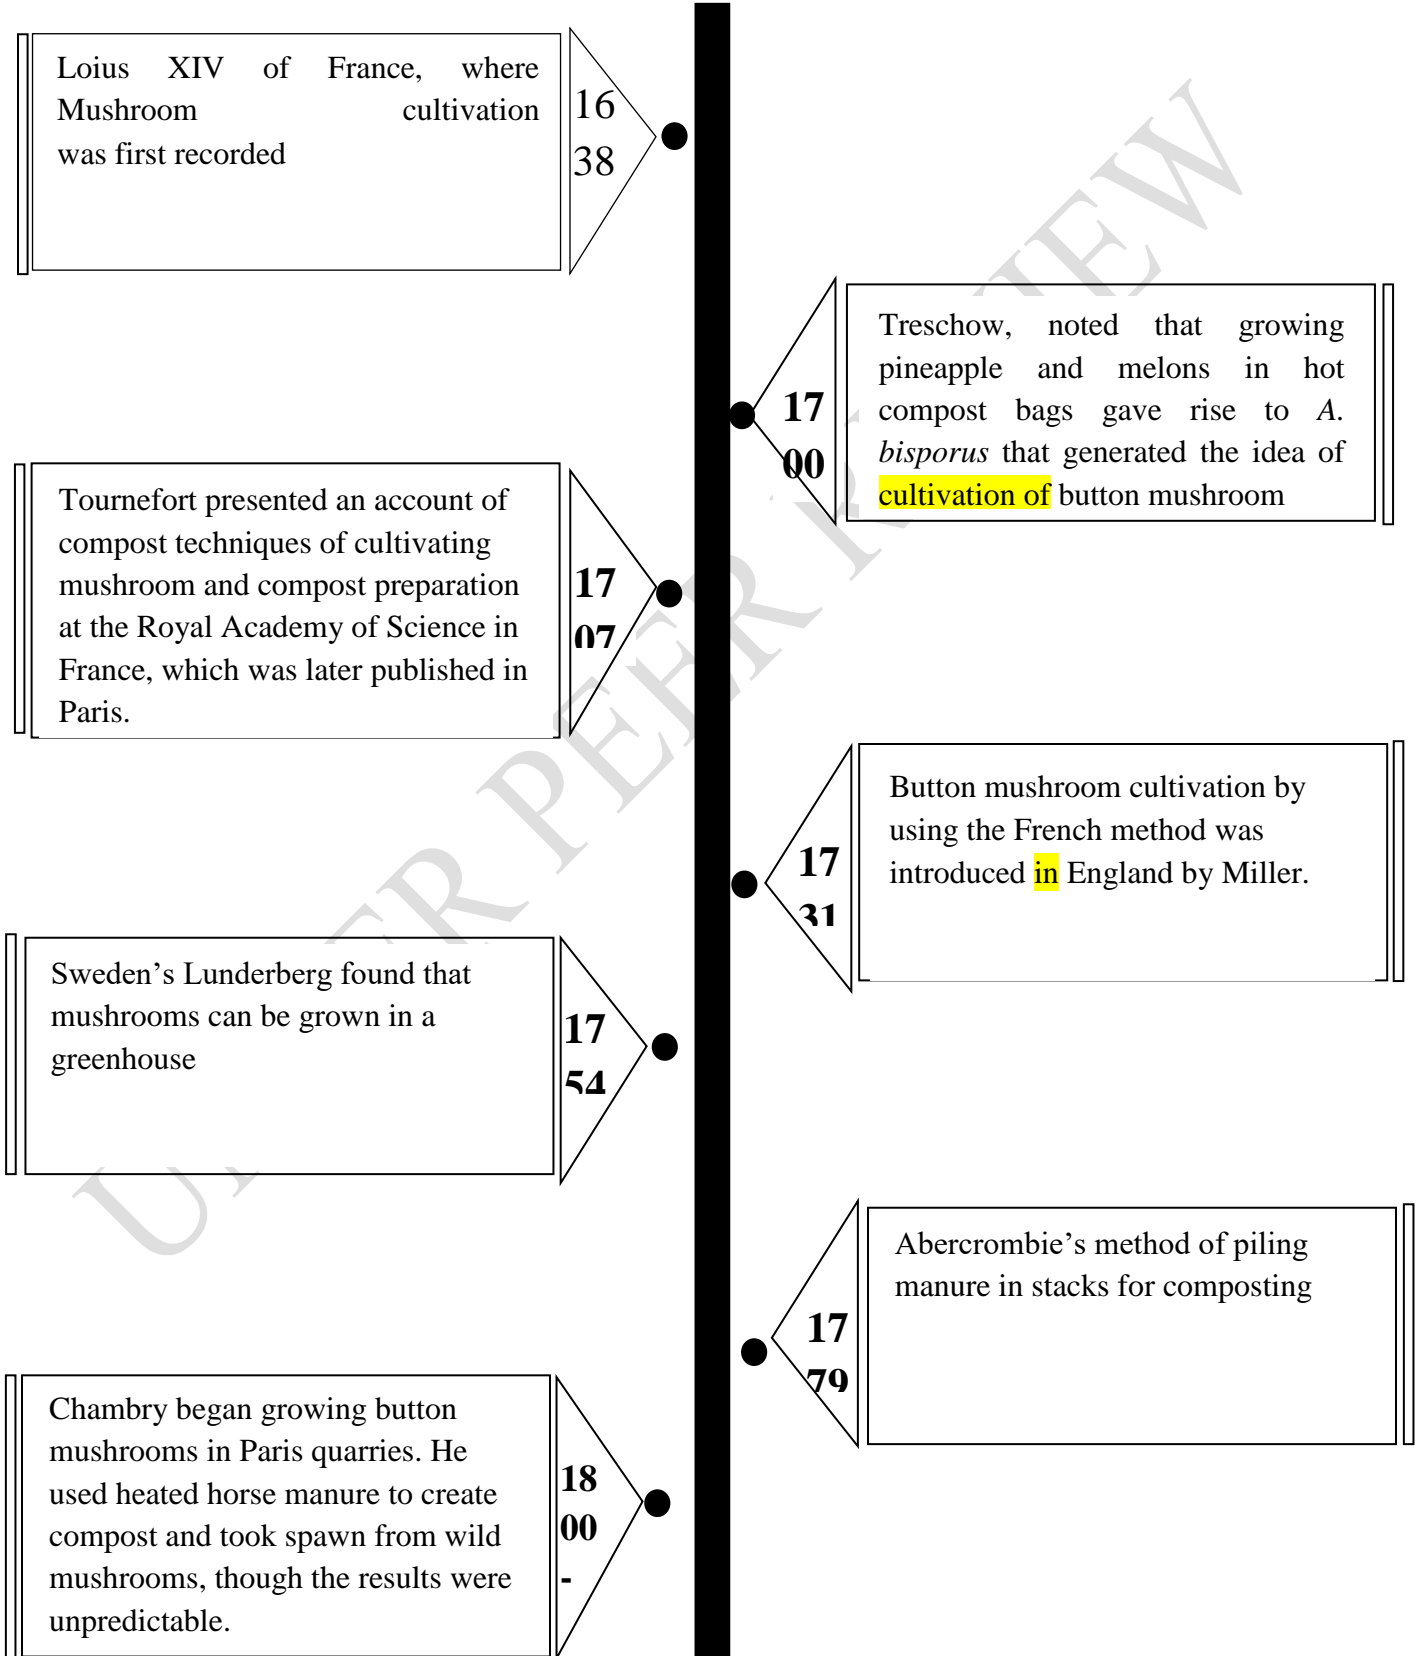 Loius XIV of France, where
Mushroom cultivation
was first recorded
16
38
Treschow, noted that growing
pineapple and melons in hot
compost bags gave rise to A.
bisporus that generated the idea of
cultivation of button mushroom
17
00
Tournefort presented an account of
compost techniques of cultivating
mushroom and compost preparation
at the Royal Academy of Science in
France, which was later published in
Paris.
17
07
Button mushroom cultivation by
using the French method was
introduced in England by Miller.
17
31
Sweden’s Lunderberg found that
mushrooms can be grown in a
greenhouse
17
54
Abercrombie’s method of piling
manure in stacks for composting
17
79
Chambry began growing button
mushrooms in Paris quarries. He
used heated horse manure to create
compost and took spawn from wild
mushrooms, though the results were
unpredictable.
18
00
-
UNDER PEER REVIEW